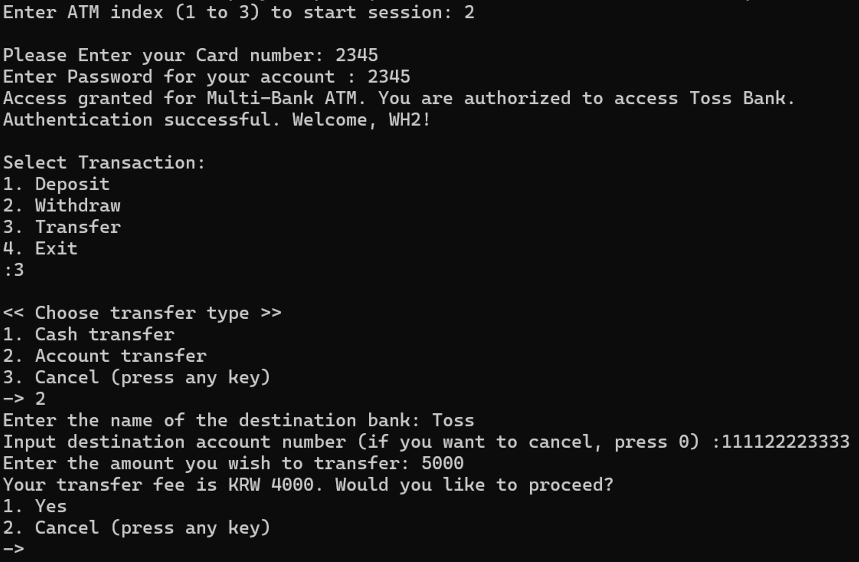 Enter ATM index (1 to 3) to start session: 2
Please Enter your Card number: 2345
Enter Password for your account : 2345
Access granted for Multi-Bank ATM. You are authorized to access Toss Bank.
Authentication successful. Welcome, WH2!
Select Transaction:
1. Deposit
2. Withdraw
3. Transfer
4. Exit
:3
<< Choose transfer type >>
1. Cash transfer
2. Account transfer
3. Cancel (press any key)
-> 2
Enter the name of the destination bank: Toss
Input destination account number (if you want to cancel, press 0) :111122223333
Enter the amount you wish to transfer: 5000
Your transfer fee is KRW 4000. Would you like to proceed?
1. Yes
2. Cancel (press any key)
->